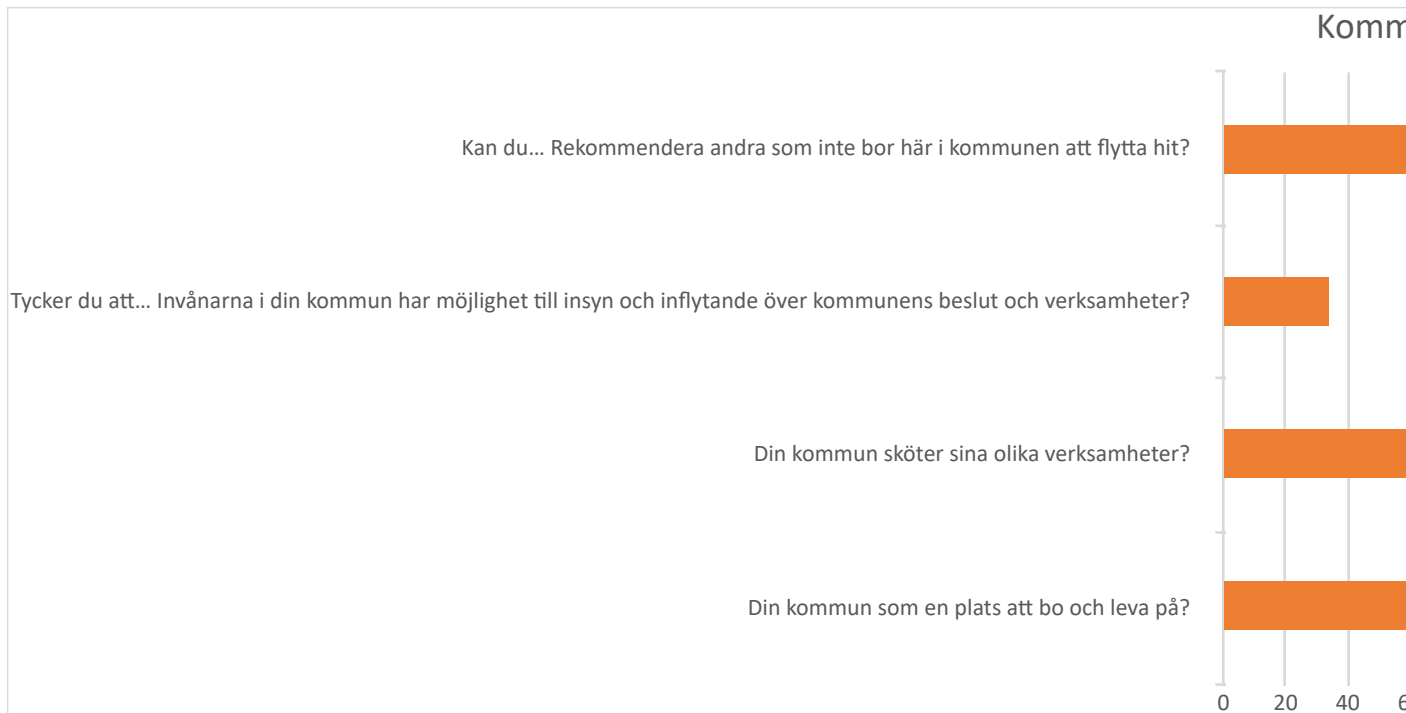 Komm
Kan du... Rekommendera andra som inte bor här i kommunen att flytta hit?
Tycker du att... Invånarna i din kommun har möjlighet till insyn och inflytande över kommunens beslut och verksamheter?
Din kommun sköter sina olika verksamheter?
Din kommun som en plats att bo och leva på?
0 20 40 6